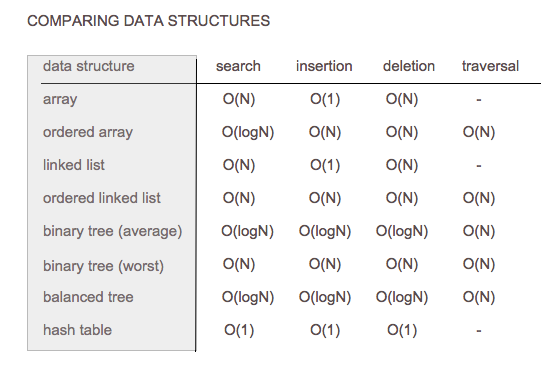 COMPARING DATA STRUCTURES
data structure search insertion deletion traversal
array O(N) O(1) O(N) -
ordered array O(logN) O(N) O(N) O(N)
linked list O(N) O(1) O(N) -
ordered linked list O(N) O(N) O(N) O(N)
binary tree (average) O(logN) O(logN) O(logN) O(N)
binary tree (worst) O(N) O(N) O(N) O(N)
balanced tree O(logN) O(logN) O(logN) O(N)
hash table O(1) O(1) O(1) -